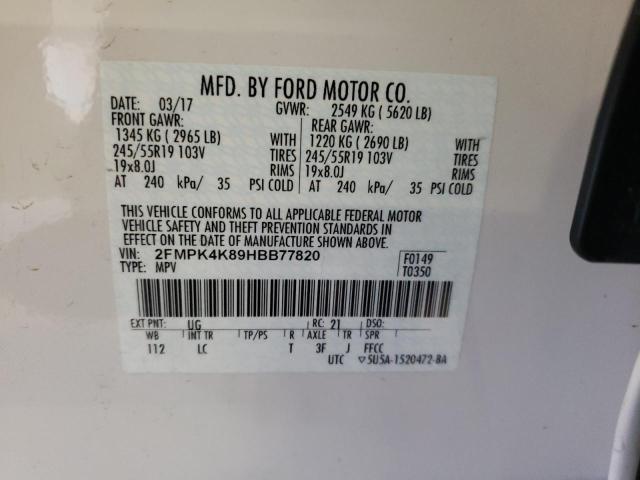 MFD. BY FORD MOTOR CO.
DATE: 03/17 GVWR: 2549 KG ( 5620 LB)
FRONT GAWR: REAR GAWR:
1345 KG ( 2965 LB) WITH 1220 KG ( 2690 LB) WITH
245/55R19 103V TIRES 245/55R19 103V TIRES
19x8.0J RIMS 19x8.0J RIMS
AT 240 kPa/ 35 PSI COLD AT 240 kPa/ 35 PSI COLD
THIS VEHICLE CONFORMS TO ALL APPLICABLE FEDERAL MOTOR
VEHICLE SAFETY AND THEFT PREVENTION STANDARDS IN
EFFECT ON THE DATE OF MANUFACTURE SHOWN ABOVE.
VIN: 2FMPK4K89HBB77820 F0149
TYPE: MPV T0350
EXT PNT: UG RC: 21 DSO:
WB INT TR TP/PS R AXLE TR SPR
112 LC T 3F J FFCC
UTC ▽5U5A-1520472-BA